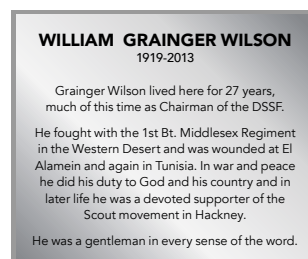 WILLIAM GRAINGER WILSON
1919-2013
Grainger Wilson lived here for 27 years,
much of this time as Chairman of the DSSF.
He fought with the 1st Bt. Middlesex Regiment
in the Western Desert and was wounded at El
Alamein and again in Tunisia. In war and peace
he did his duty to God and his country and in
later life he was a devoted supporter of the
Scout movement in Hackney.
He was a gentleman in every sense of the word.